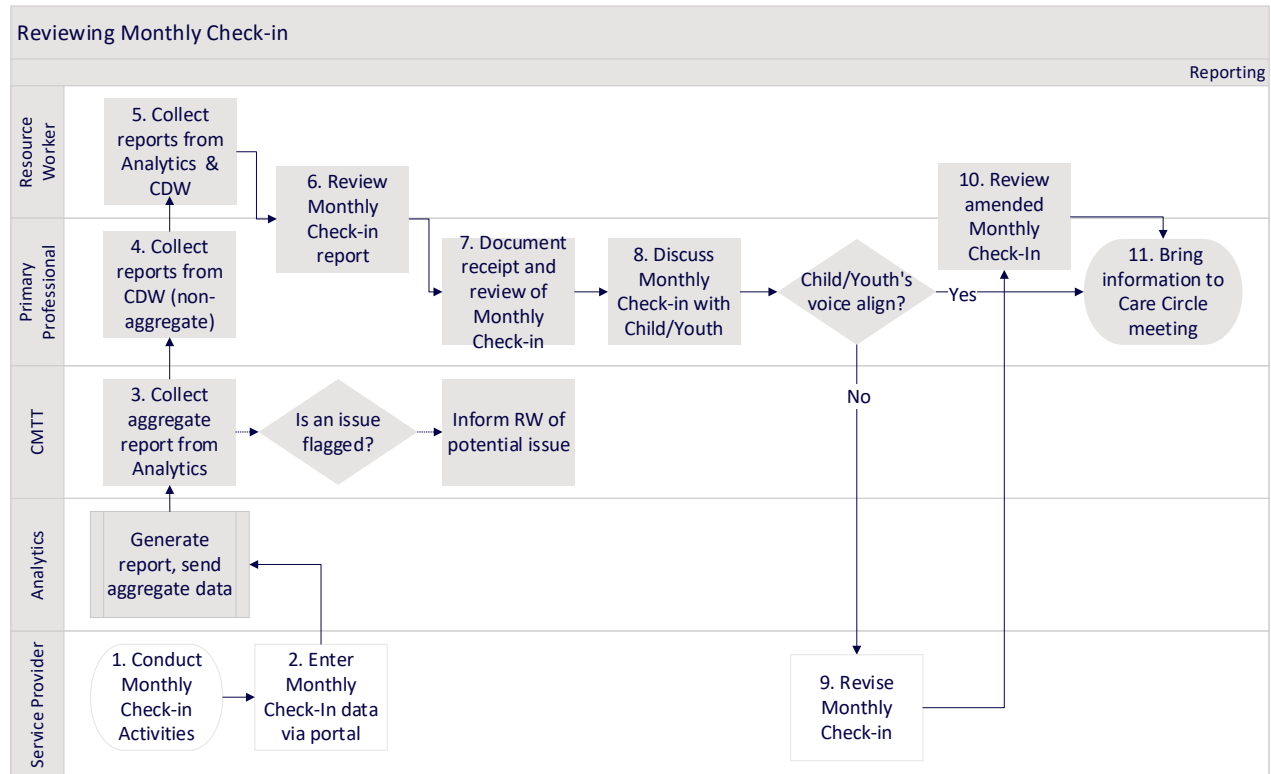 Reviewing Monthly Check-in
Reporting
Resource
Worker
5. Collect
reports from
Analytics &
CDW
6. Review
Monthly
Check-in
report
10. Review
amended
Monthly
Check-In
Primary
Professional
4. Collect
reports from
CDW (non-
aggregate)
7. Document
receipt and
review of
Monthly
Check-in
8. Discuss
Monthly
Check-in with
Child/Youth
Child/Youth's
voice align?
Yes
11. Bring
information to
Care Circle
meeting
No
CMTT
3. Collect
aggregate
report from
Analytics
Is an issue
flagged?
Inform RW of
potential issue
Analytics
Generate
report, send
aggregate data
Service Provider
1. Conduct
Monthly
Check-in
Activities
2. Enter
Monthly
Check-In data
via portal
9. Revise
Monthly
Check-in